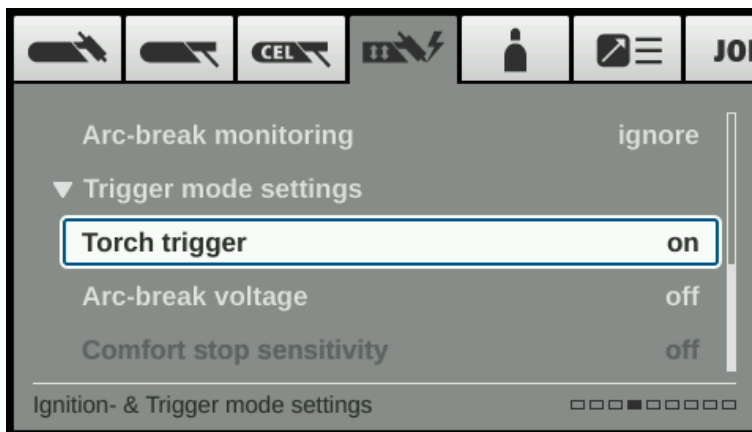 CEL
JO
Arc-break monitoring ignore
Trigger mode settings
Torch trigger on
Arc-break voltage off
Comfort stop sensitivity off
Ignition- & Trigger mode settings